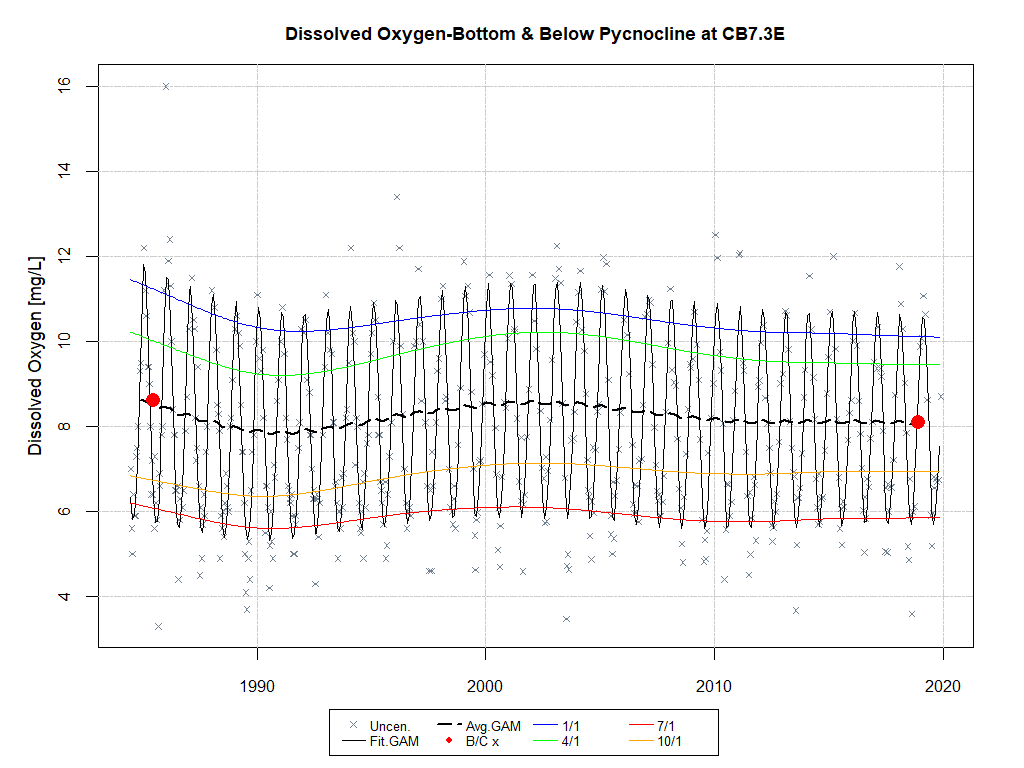 Dissolved Oxygen-Bottom & Below Pycnocline at CB7.3E
Dissolved Oxygen [mg/L]
16
14
12
10
8
6
4
1990 2000 2010 2020
Uncen. Avg.GAM 1/1 7/1
Fit.GAM B/C x 4/1 10/1